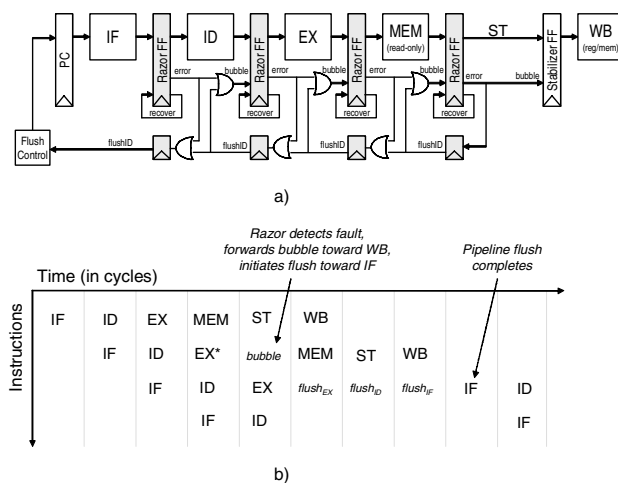 PC
IF
Razor FF
ID
Razor FF
EX
Razor FF
MEM
(read-only)
Razor FF
ST
Stabilizer FF
WB
(reg/mem)
error
bubble
error
bubble
error
bubble
error
bubble
recover
recover
recover
recover
Flush
Control
flushID
flushID
flushID
flushID
a)
Razor detects fault,
forwards bubble toward WB,
initiates flush toward IF
Pipeline flush
completes
Time (in cycles)
Instructions
IF ID EX MEM ST WB
IF ID EX* bubble MEM ST WB
IF ID EX flushEX flushID flushIF IF ID
IF ID IF
b)